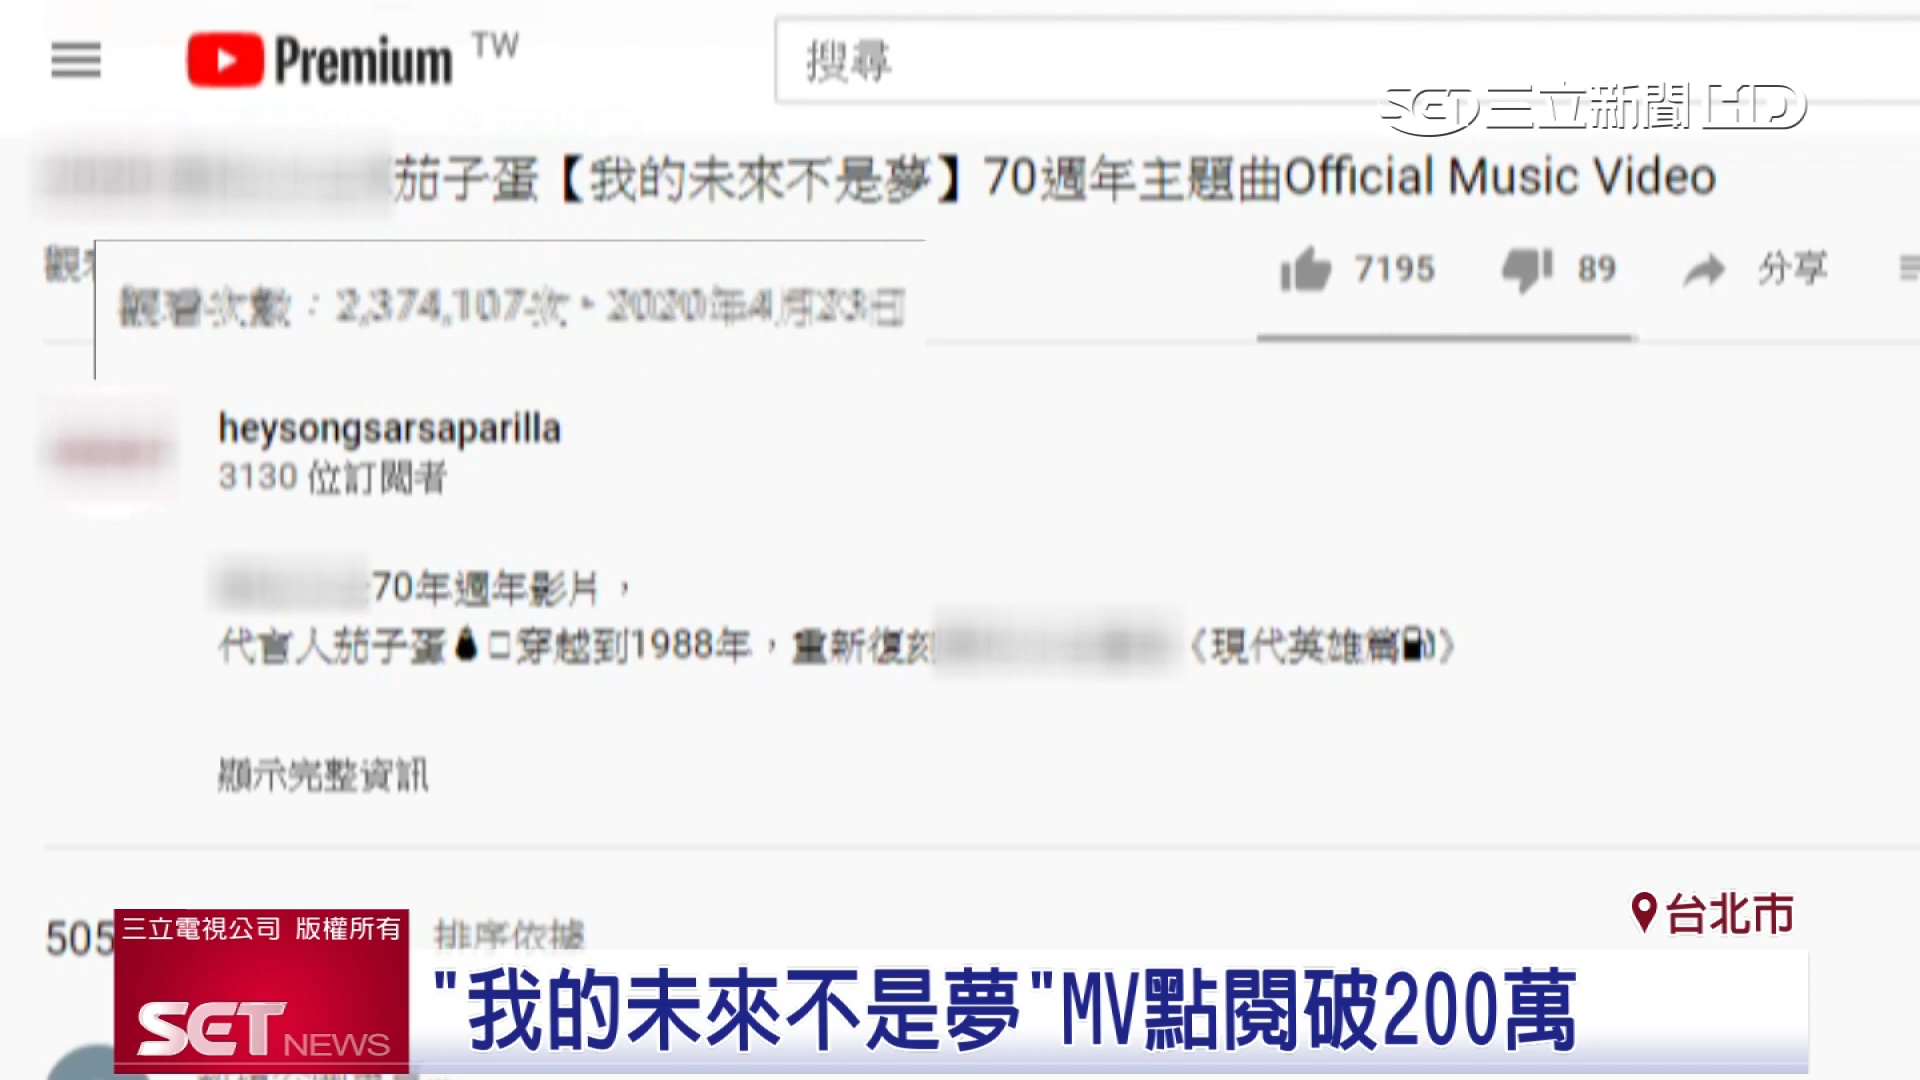 Premium TW
搜尋
SET三立新聞HD
茄子蛋【我的未來不是夢】70週年主題曲Official Music Video
觀看次數：2,374,107次・2020年4月23日
7195 89 分享
heysongsarsaparilla
3130 位訂閱者
70年週年影片，
代言人茄子蛋 穿越到1988年，重新復刻 《現代英雄篇》
顯示完整資訊
505
排序依據
三立電視公司 版權所有
SET NEWS
台北市
"我的未來不是夢"MV點閱破200萬